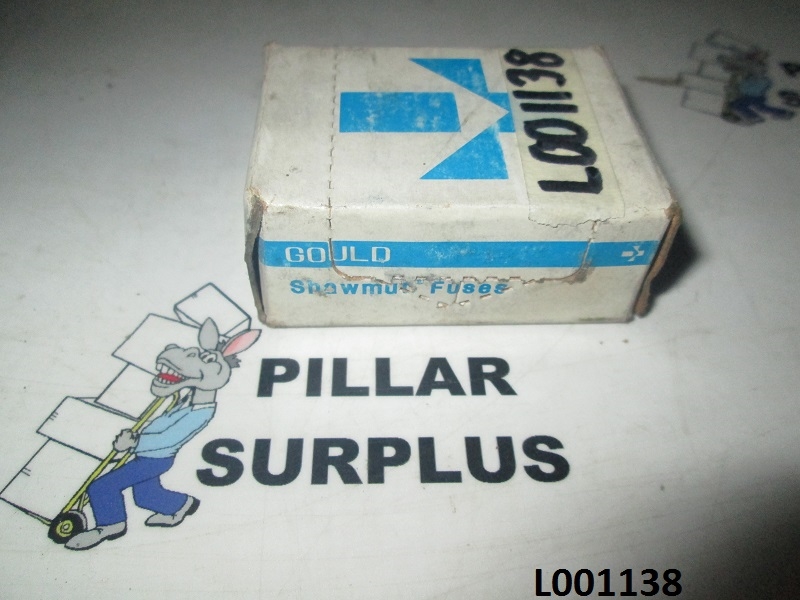 L001138
GOULD
Shawmut Fuses
PILLAR
SURPLUS
L001138